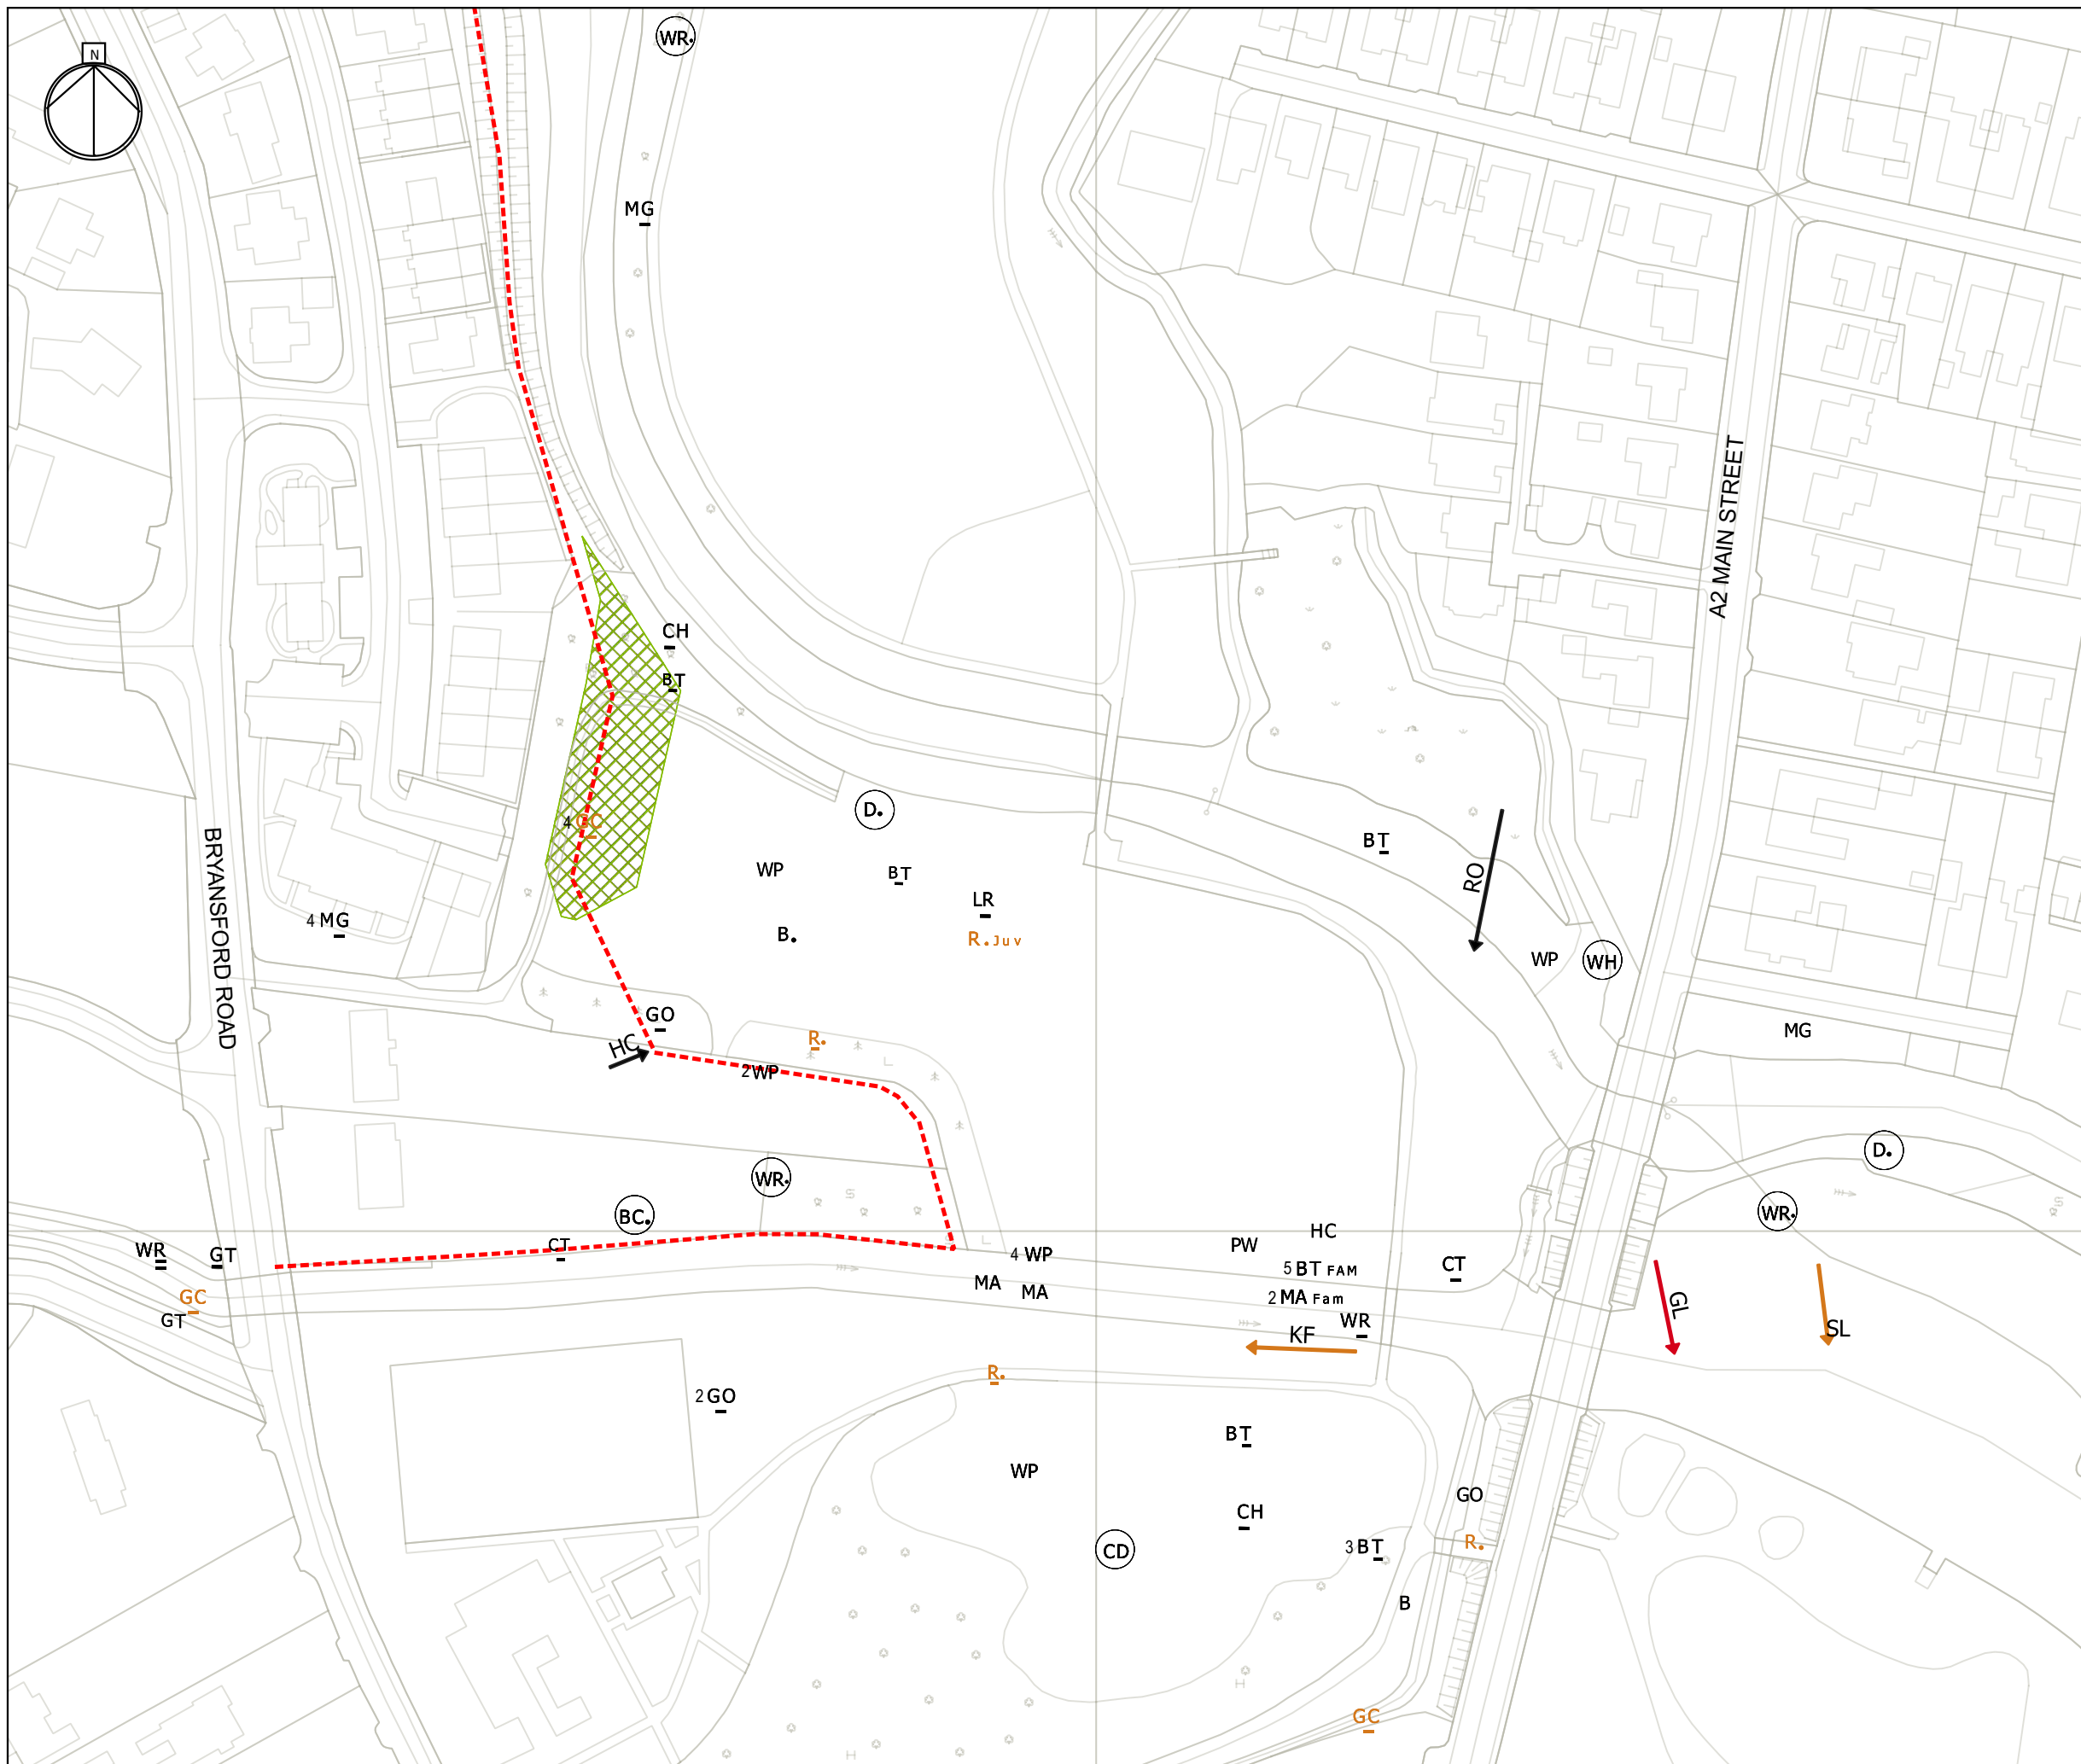 N
WR.
MG
A2 MAIN STREET
CH
BT
D.
4 GC
BT
WP
BT
RO
LR
4 MG
B.
R. Juv
WP
WH
BRYANSFORD ROAD
GO
MG
R.
HC
2 WP
D.
WR.
WR.
BC.
HC
CT
PW
WR
GT
4 WP
CT
5 BT FAM
MA
MA
GC
2 MA Fam
GL
GT
WR
KF
SL
R.
2 GO
BT
WP
GO
CH
R.
CD
3 BT
B
GC